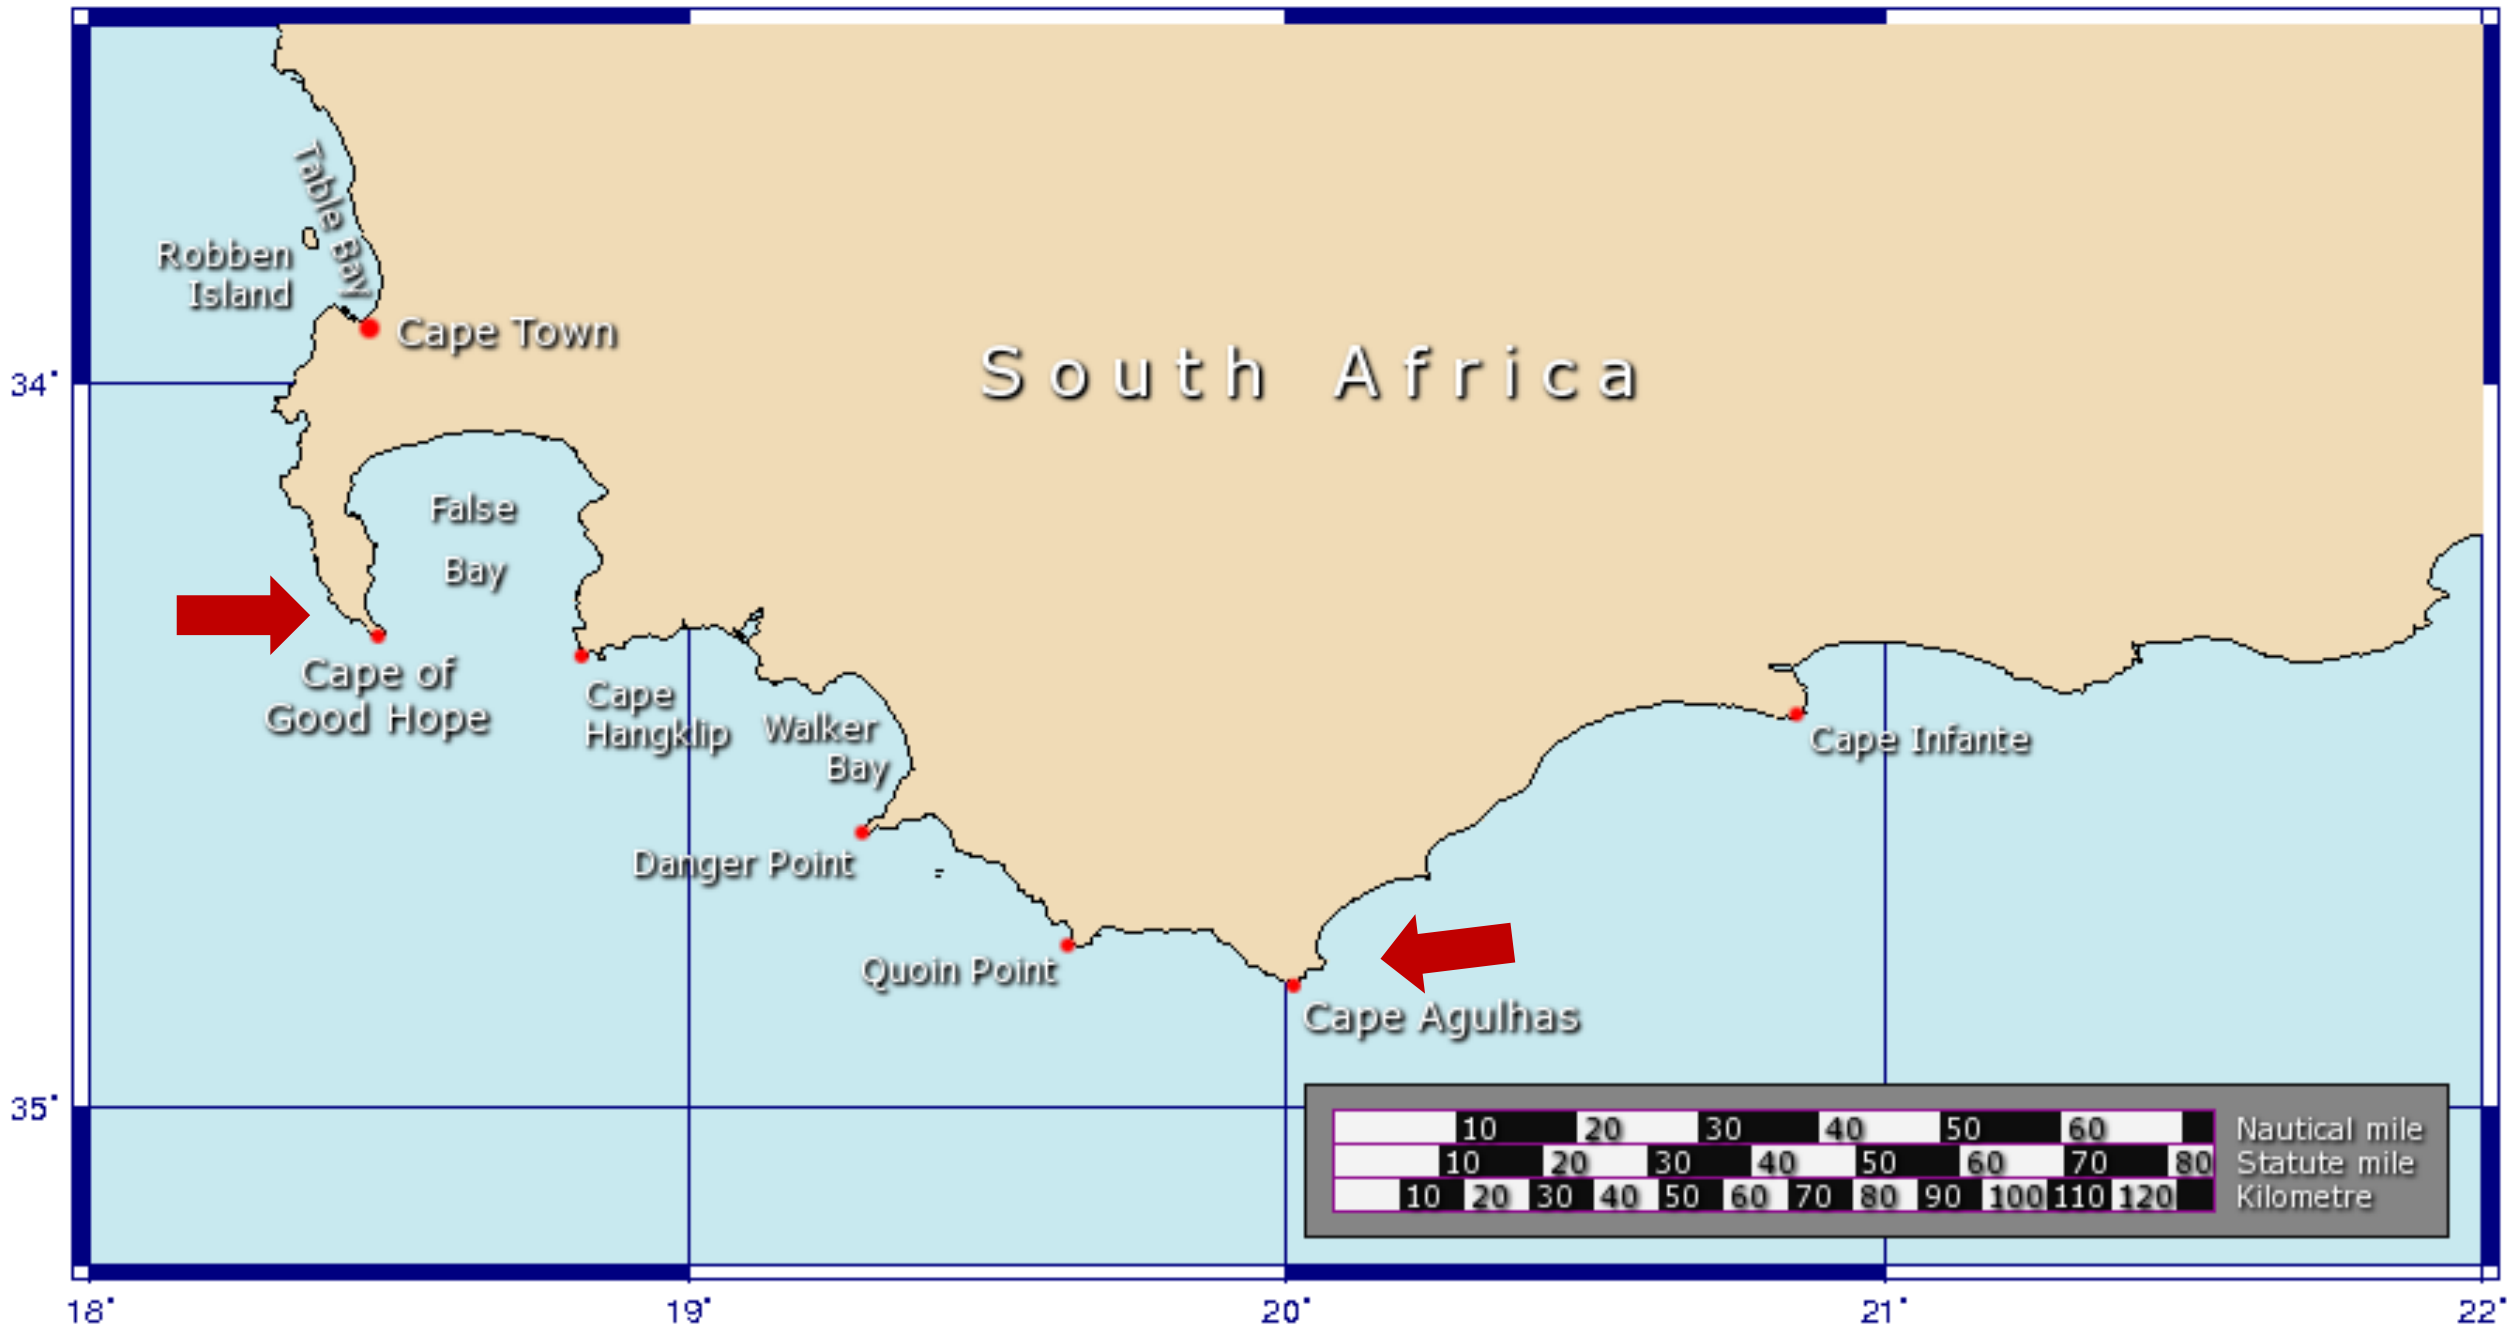 Table Bay
Robben
Island
Cape Town
34°
South Africa
False
Bay
Cape of
Good Hope
Cape
Hangklip
Walker
Bay
Cape Infante
Danger Point
Quoin Point
Cape Agulhas
35°
10 20 30 40 50 60 Nautical mile
10 20 30 40 50 60 70 80 Statute mile
10 20 30 40 50 60 70 80 90 100 110 120 Kilometre
18° 19° 20° 21° 22°